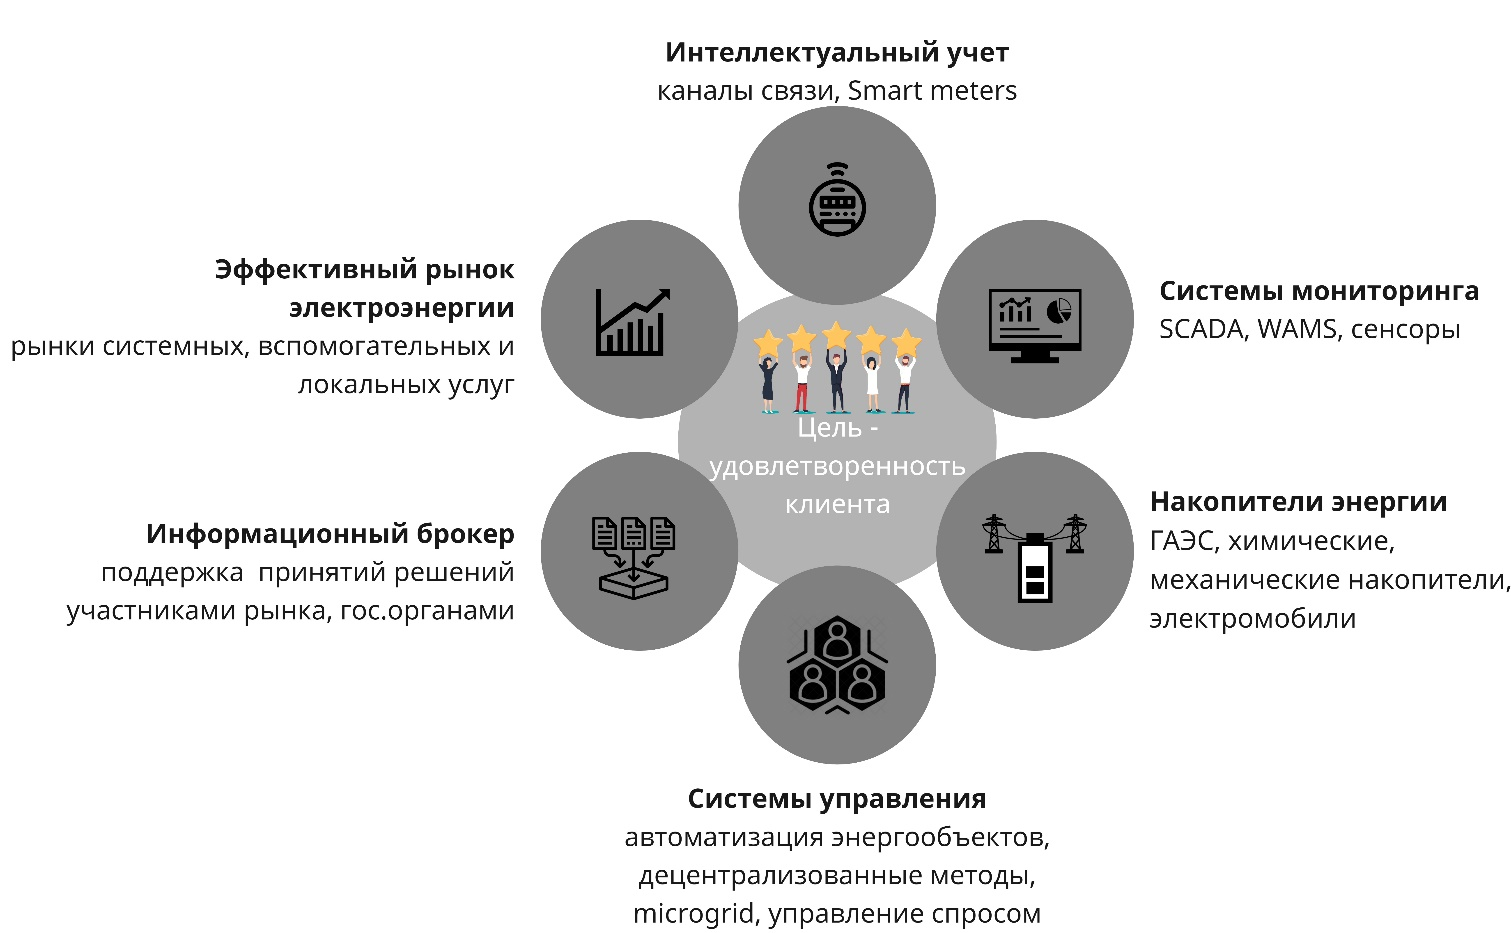 Интеллектуальный учет
каналы связи, Smart meters
Эффективный рынок
электроэнергии
рынки системных, вспомогательных и
локальных услуг
Системы мониторинга
SCADA, WAMS, сенсоры
Цель -
удовлетворенность
клиента
Информационный брокер
поддержка  принятий решений
участниками рынка, гос.органами
Накопители энергии
ГАЭС, химические,
механические накопители,
электромобили
Системы управления
автоматизация энергообъектов,
децентрализованные методы,
microgrid, управление спросом